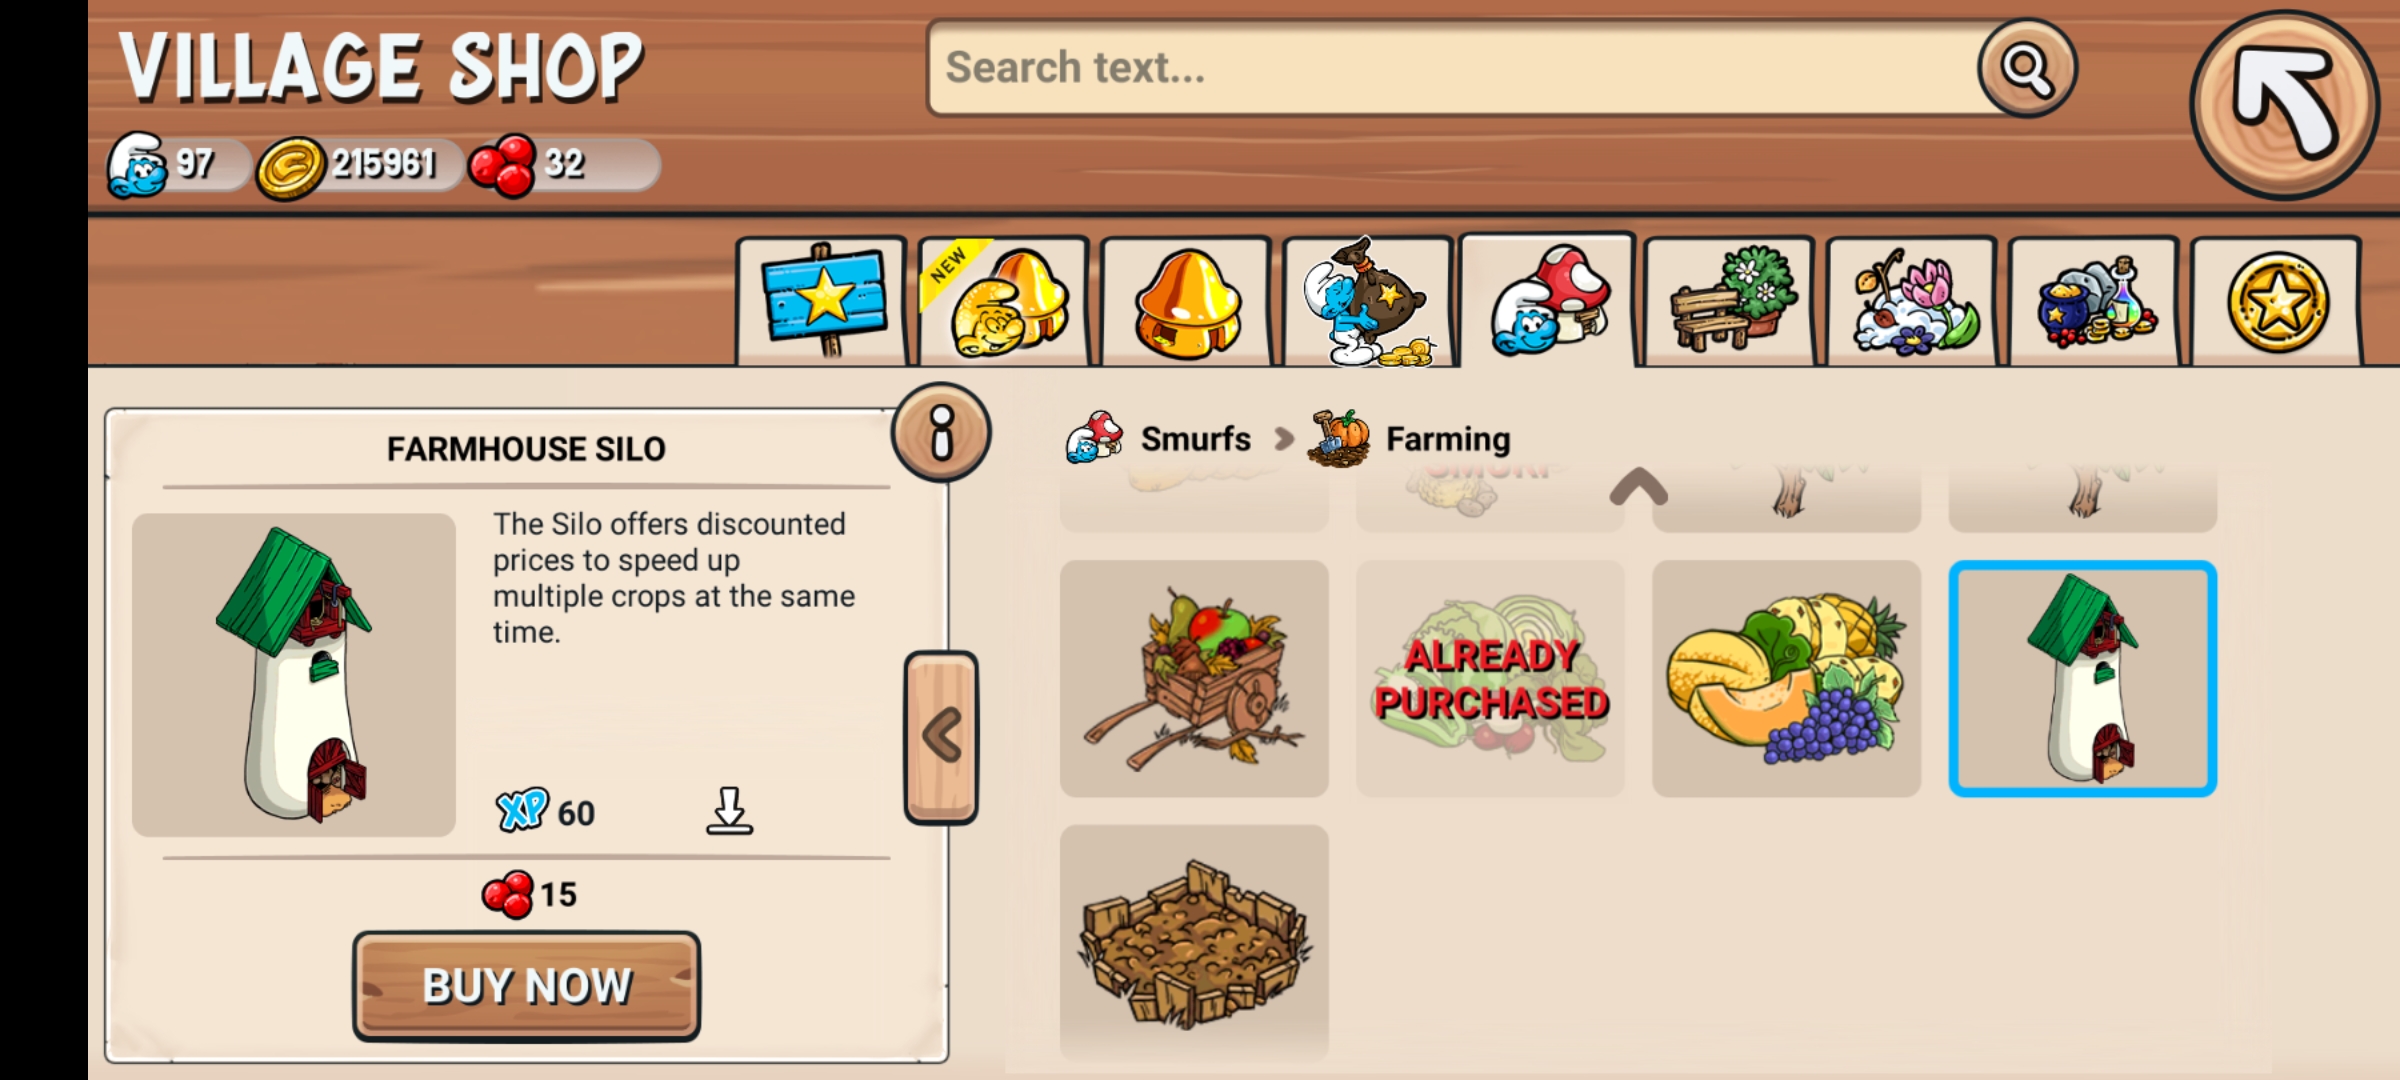 VILLAGE SHOP
Search text...
97
215961
32
NEW
FARMHOUSE SILO
The Silo offers discounted
prices to speed up
multiple crops at the same
time.
XP 60
15
BUY NOW
Smurfs > Farming
ALREADY
PURCHASED